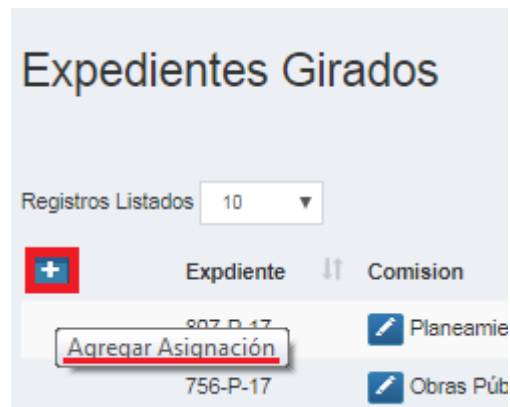 Expedientes Girados
Registros Listados 10
Expdiente Comision
807-P-17 Planeamie
Agregar Asignación
756-P-17 Obras Púb